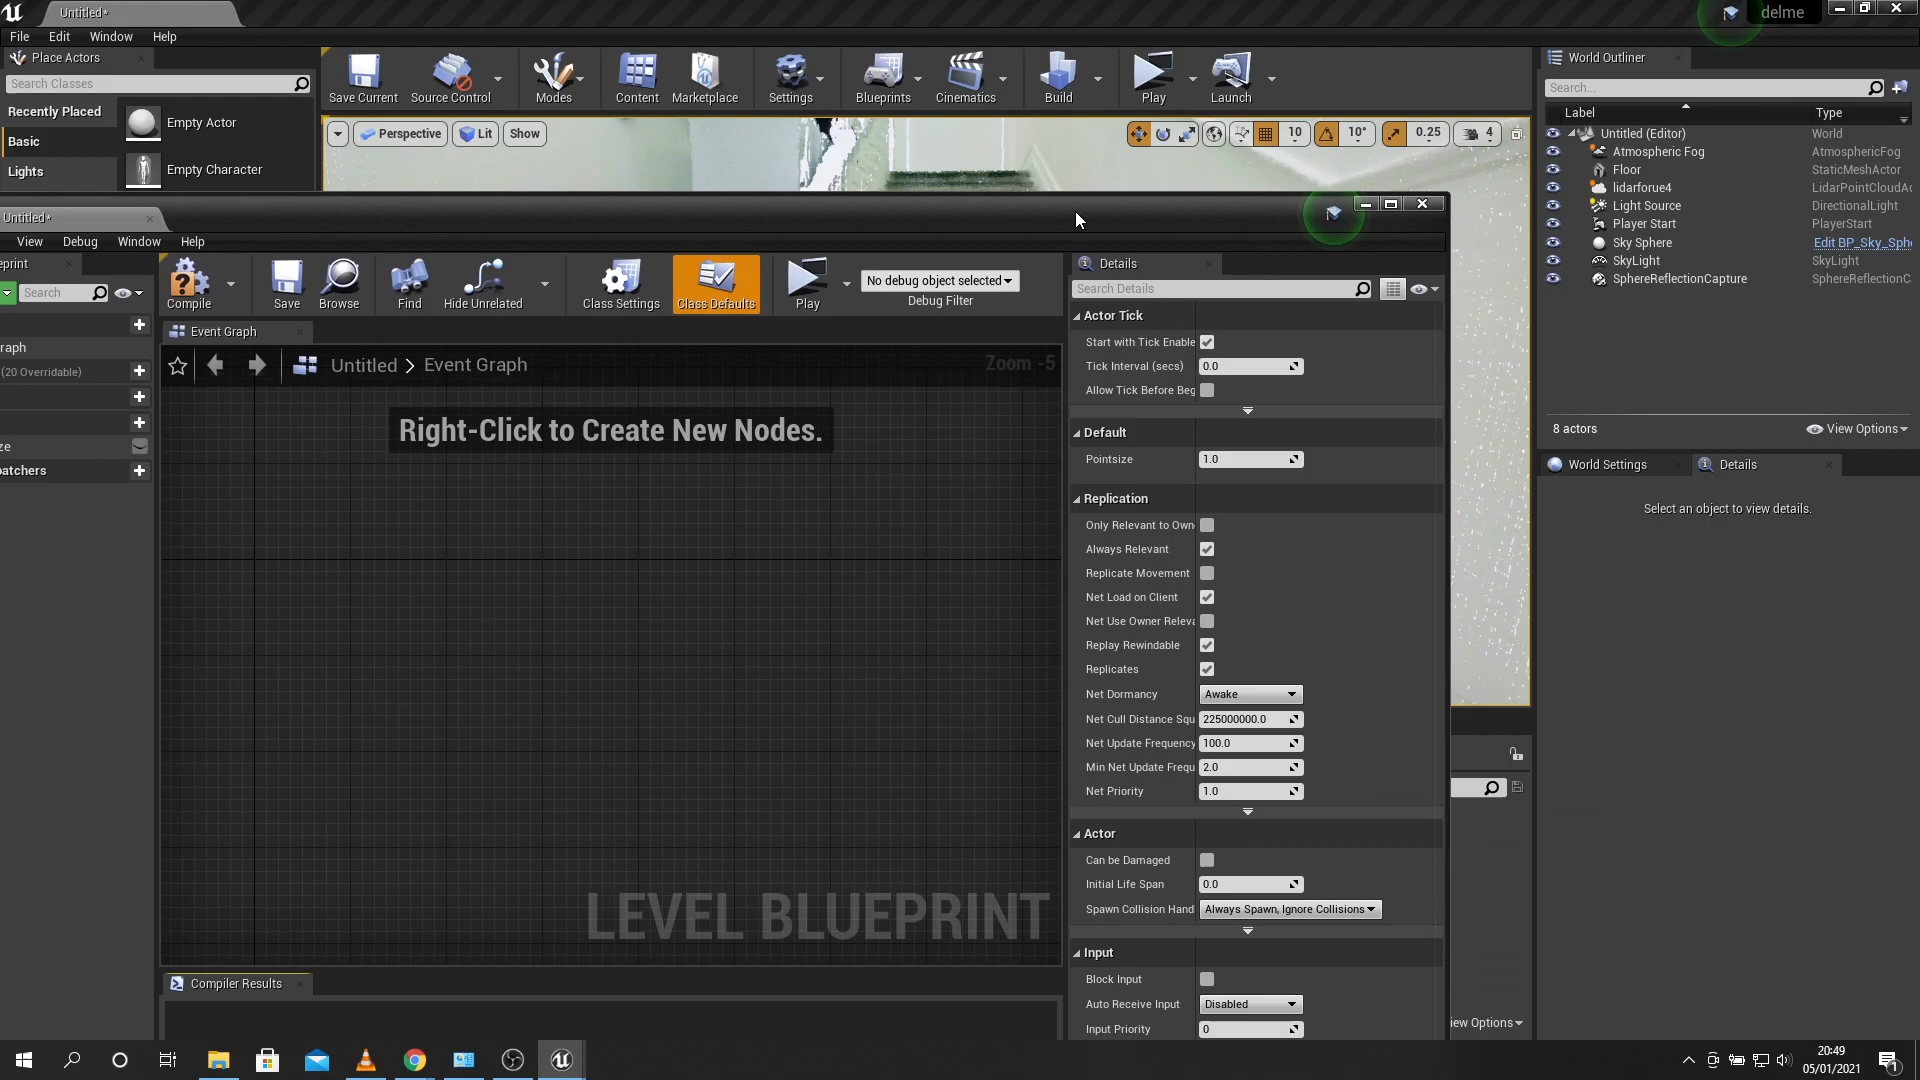 Untitled*
delme
File Edit Window Help
Place Actors
Search Classes
Recently Placed
Basic
Lights
Empty Actor
Empty Character
Save Current Source Control Modes Content Marketplace Settings Blueprints Cinematics Build Play Launch
Perspective Lit Show
10 10° 0.25 4
World Outliner
Search...
Label Type
Untitled (Editor) World
Atmospheric Fog AtmosphericFog
Floor StaticMeshActor
lidarforue4 LidarPointCloudAc
Light Source DirectionalLight
Player Start PlayerStart
Sky Sphere Edit BP_Sky_Sphe
SkyLight SkyLight
SphereReflectionCapture SphereReflectionC
8 actors View Options
World Settings Details
Select an object to view details.
Untitled*
View Debug Window Help
eprint
Search
raph
(20 Overridable)
ze
patchers
Compile Save Browse Find Hide Unrelated Class Settings Class Defaults Play
No debug object selected
Debug Filter
Event Graph
Untitled > Event Graph
Zoom -5
Right-Click to Create New Nodes.
LEVEL BLUEPRINT
Compiler Results
Details
Search Details
Actor Tick
Start with Tick Enable
Tick Interval (secs) 0.0
Allow Tick Before Beg
Default
Pointsize 1.0
Replication
Only Relevant to Own
Always Relevant
Replicate Movement
Net Load on Client
Net Use Owner Releva
Replay Rewindable
Replicates
Net Dormancy Awake
Net Cull Distance Squ 225000000.0
Net Update Frequency 100.0
Min Net Update Frequ 2.0
Net Priority 1.0
Actor
Can be Damaged
Initial Life Span 0.0
Spawn Collision Hand Always Spawn, Ignore Collisions
Input
Block Input
Auto Receive Input Disabled
Input Priority 0
iew Options
20:49
05/01/2021
1